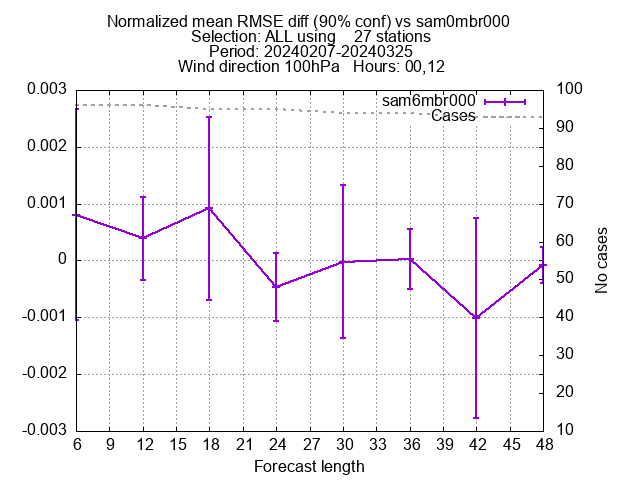 Normalized mean RMSE diff (90% conf) vs sam0mbr000
Selection: ALL using    27 stations
Period: 20240207-20240325
Wind direction 100hPa   Hours: 00,12
sam6mbr000
Cases
0.003
0.002
0.001
0
-0.001
-0.002
-0.003
100
90
80
70
60
50
40
30
20
10
No cases
6 9 12 15 18 21 24 27 30 33 36 39 42 45 48
Forecast length